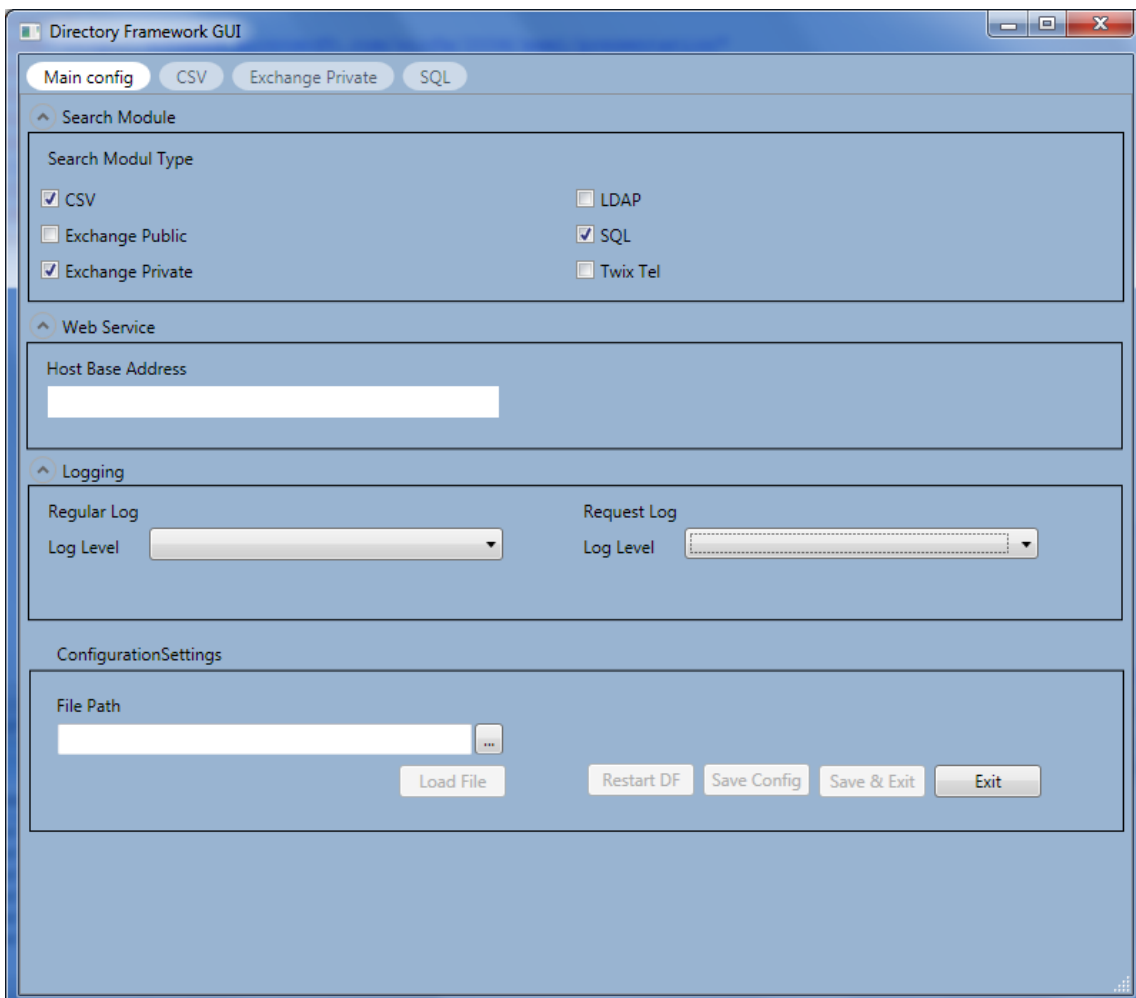 Directory Framework GUI
Main config CSV Exchange Private SQL
Search Module
Search Modul Type
CSV LDAP
Exchange Public SQL
Exchange Private Twix Tel
Web Service
Host Base Address
Logging
Regular Log Request Log
Log Level Log Level
ConfigurationSettings
File Path
...
Load File Restart DF Save Config Save & Exit Exit